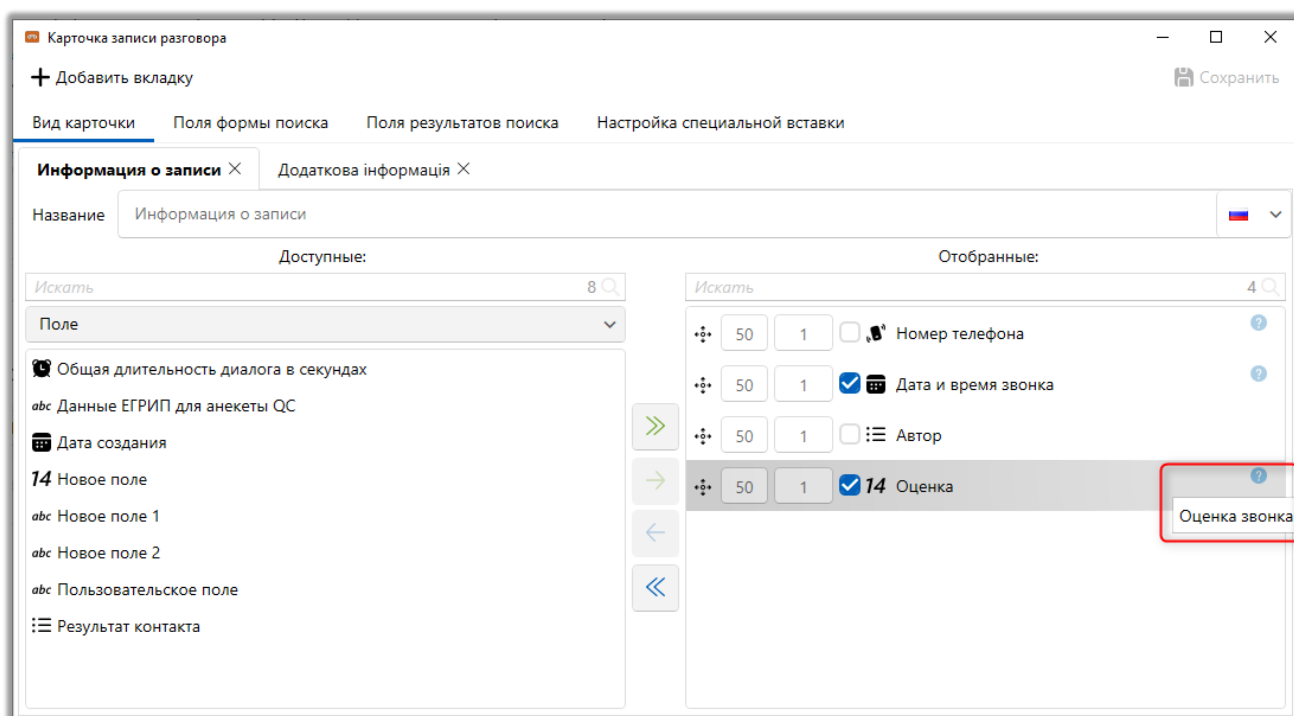 Карточка записи разговора
Добавить вкладку
Сохранить
Вид карточки Поля формы поиска Поля результатов поиска Настройка специальной вставки
Информация о записи Додаткова інформація
Название Информация о записи
Доступные:
Искать 8
Поле
Общая длительность диалога в секундах
abc Данные ЕГРИП для анкеты QC
Дата создания
14 Новое поле
abc Новое поле 1
abc Новое поле 2
abc Пользовательское поле
Результат контакта
Отобранные:
Искать 4
50 1 Номер телефона ?
50 1 Дата и время звонка ?
50 1 Автор
50 1 14 Оценка ?
Оценка звонка